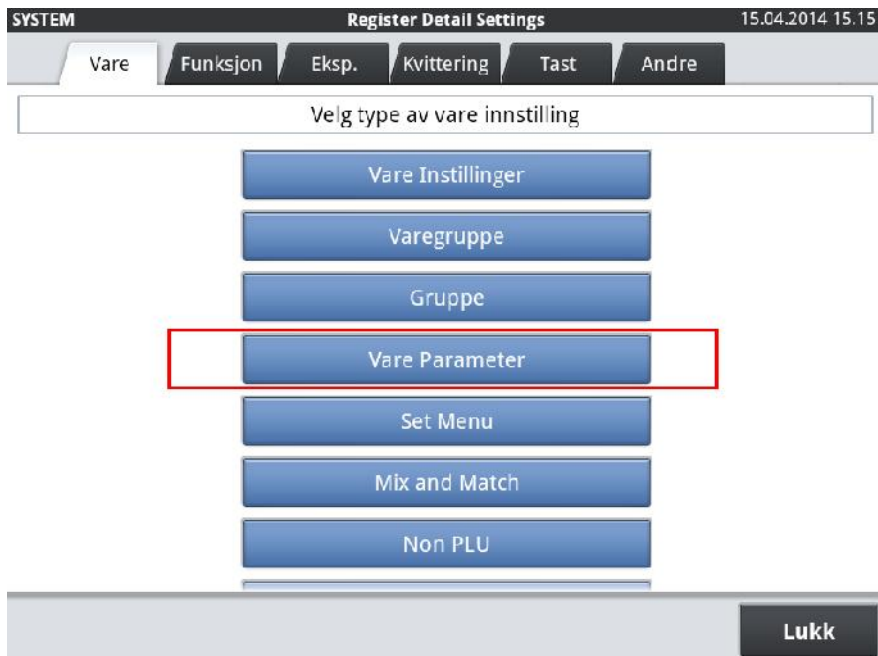 SYSTEM Register Detail Settings 15.04.2014 15.15
Vare Funksjon Eksp. Kvittering Tast Andre
Velg type av vare innstilling
Vare Instillinger
Varegruppe
Gruppe
Vare Parameter
Set Menu
Mix and Match
Non PLU
Lukk